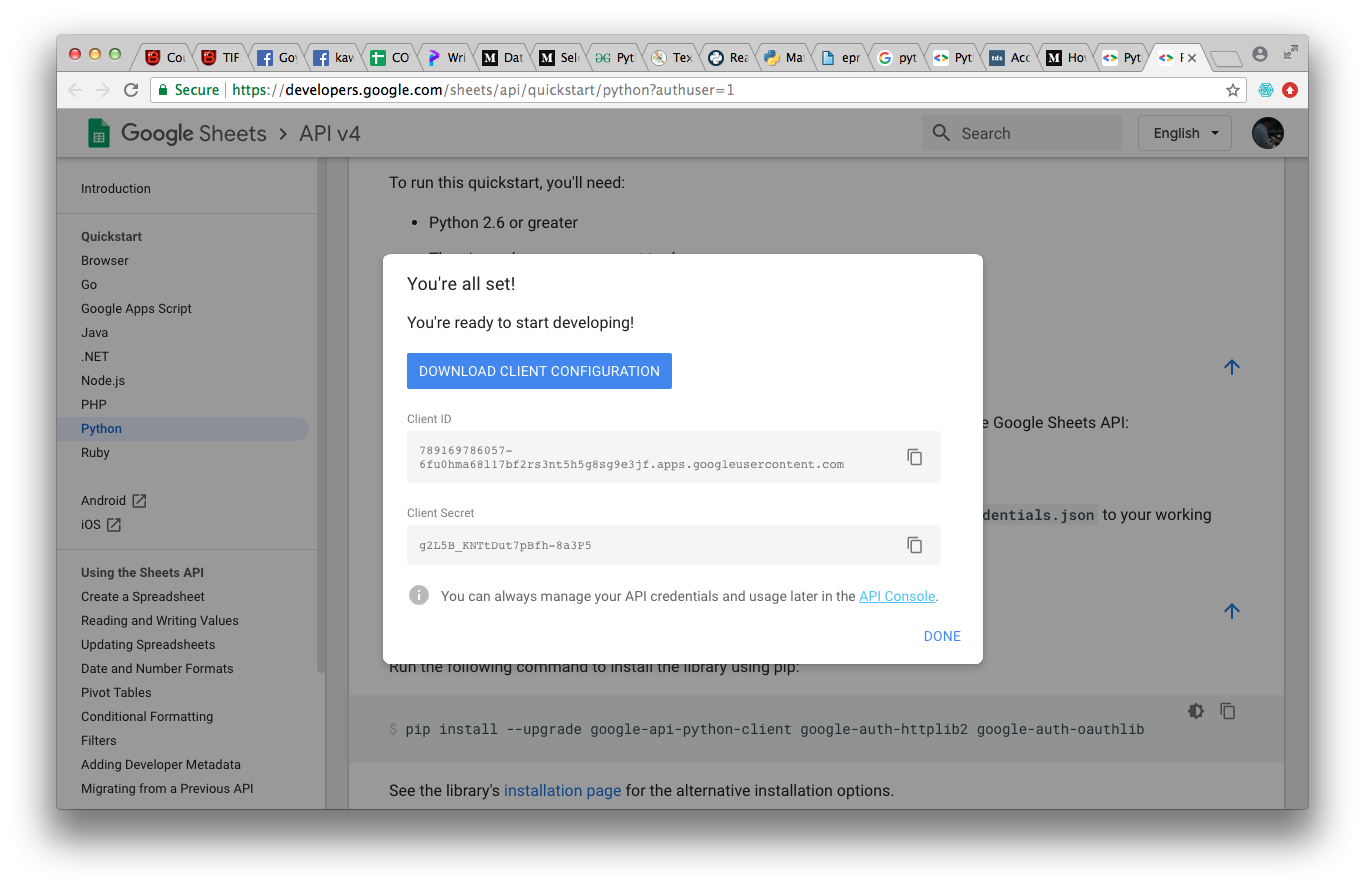 Cou
TIF
Go
kav
CO
Wri
Dat
Sel
Pyt
Tex
Rea
Ma
epr
pyt
Pyt
tds
Acc
Ho
Pyt
Secure
https://developers.google.com/sheets/api/quickstart/python?authuser=1
Google Sheets > API v4
Search
English
Introduction
Quickstart
Browser
Go
Google Apps Script
Java
.NET
Node.js
PHP
Python
Ruby
Android
iOS
Using the Sheets API
Create a Spreadsheet
Reading and Writing Values
Updating Spreadsheets
Date and Number Formats
Pivot Tables
Conditional Formatting
Filters
Adding Developer Metadata
Migrating from a Previous API
To run this quickstart, you'll need:
• Python 2.6 or greater
You're all set!
You're ready to start developing!
DOWNLOAD CLIENT CONFIGURATION
Client ID
789169786057-
6fu0hma68l17bf2rs3nt5h5g8sg9e3jf.apps.googleusercontent.com
Client Secret
g2L5B_KNTtDut7pBfh-8a3P5
You can always manage your API credentials and usage later in the API Console.
DONE
e Google Sheets API:
dentials.json to your working
Run the following command to install the library using pip:
$ pip install --upgrade google-api-python-client google-auth-httplib2 google-auth-oauthlib
See the library's installation page for the alternative installation options.